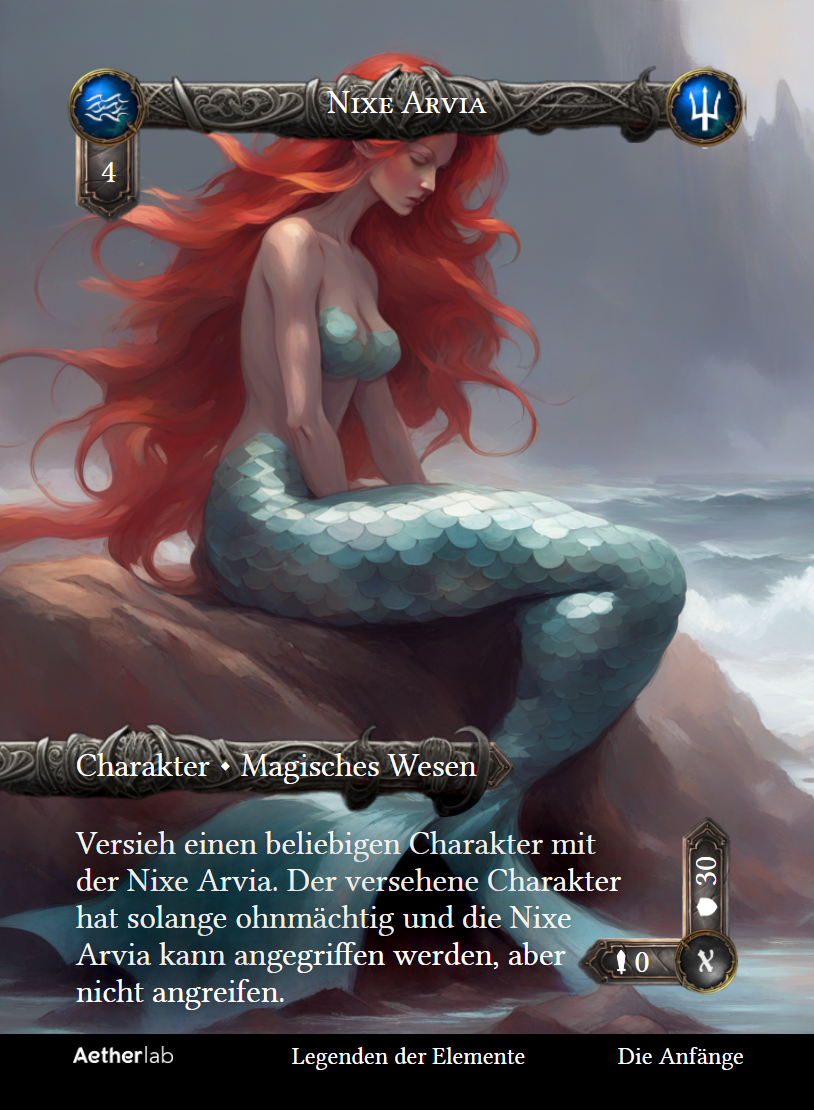 Nixe Arvia
4
Charakter • Magisches Wesen
Versieh einen beliebigen Charakter mit
der Nixe Arvia. Der versehene Charakter
hat solange ohnmächtig und die Nixe
Arvia kann angegriffen werden, aber
nicht angreifen.
30
0
א
Aetherlab
Legenden der Elemente
Die Anfänge